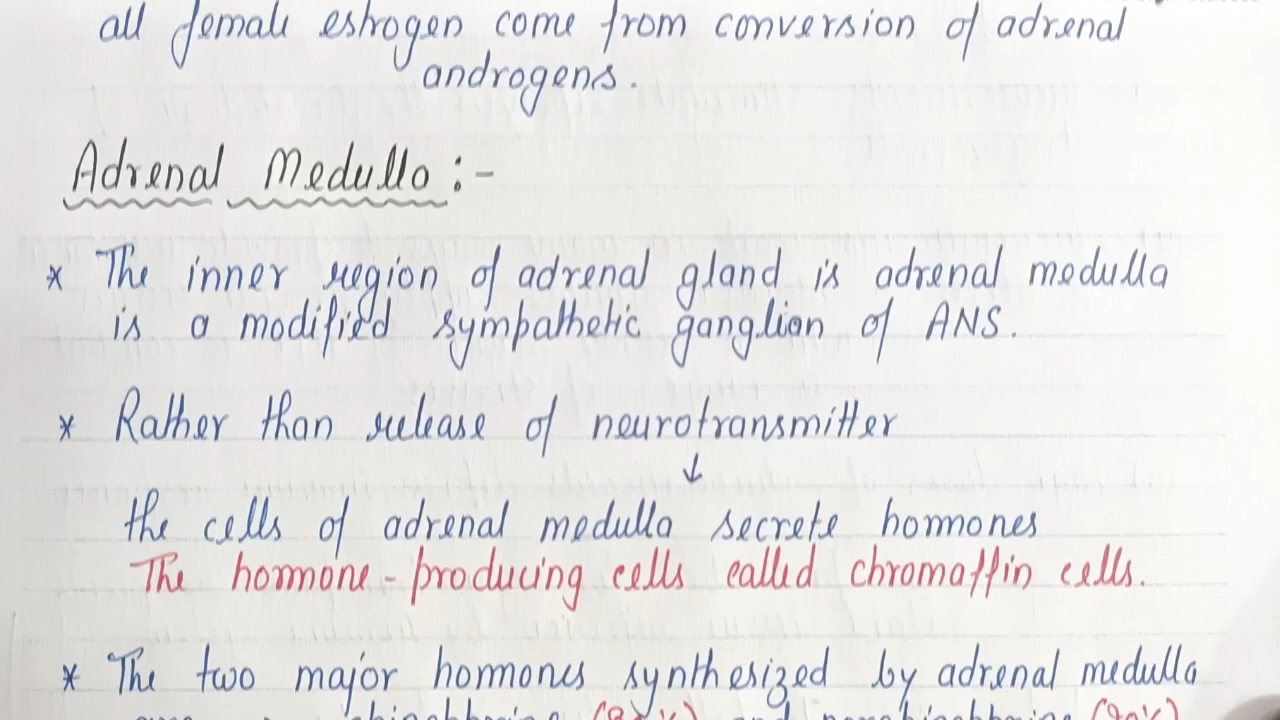 all female estrogen come from conversion of adrenal
androgens.
Adrenal Medulla :-
* The inner region of adrenal gland is adrenal medulla
is a modified sympathetic ganglion of ANS.
* Rather than release of neurotransmitter
↓
the cells of adrenal medulla secrete hormones
The hormone-producing cells called chromaffin cells.
* The two major hormones synthesized by adrenal medulla